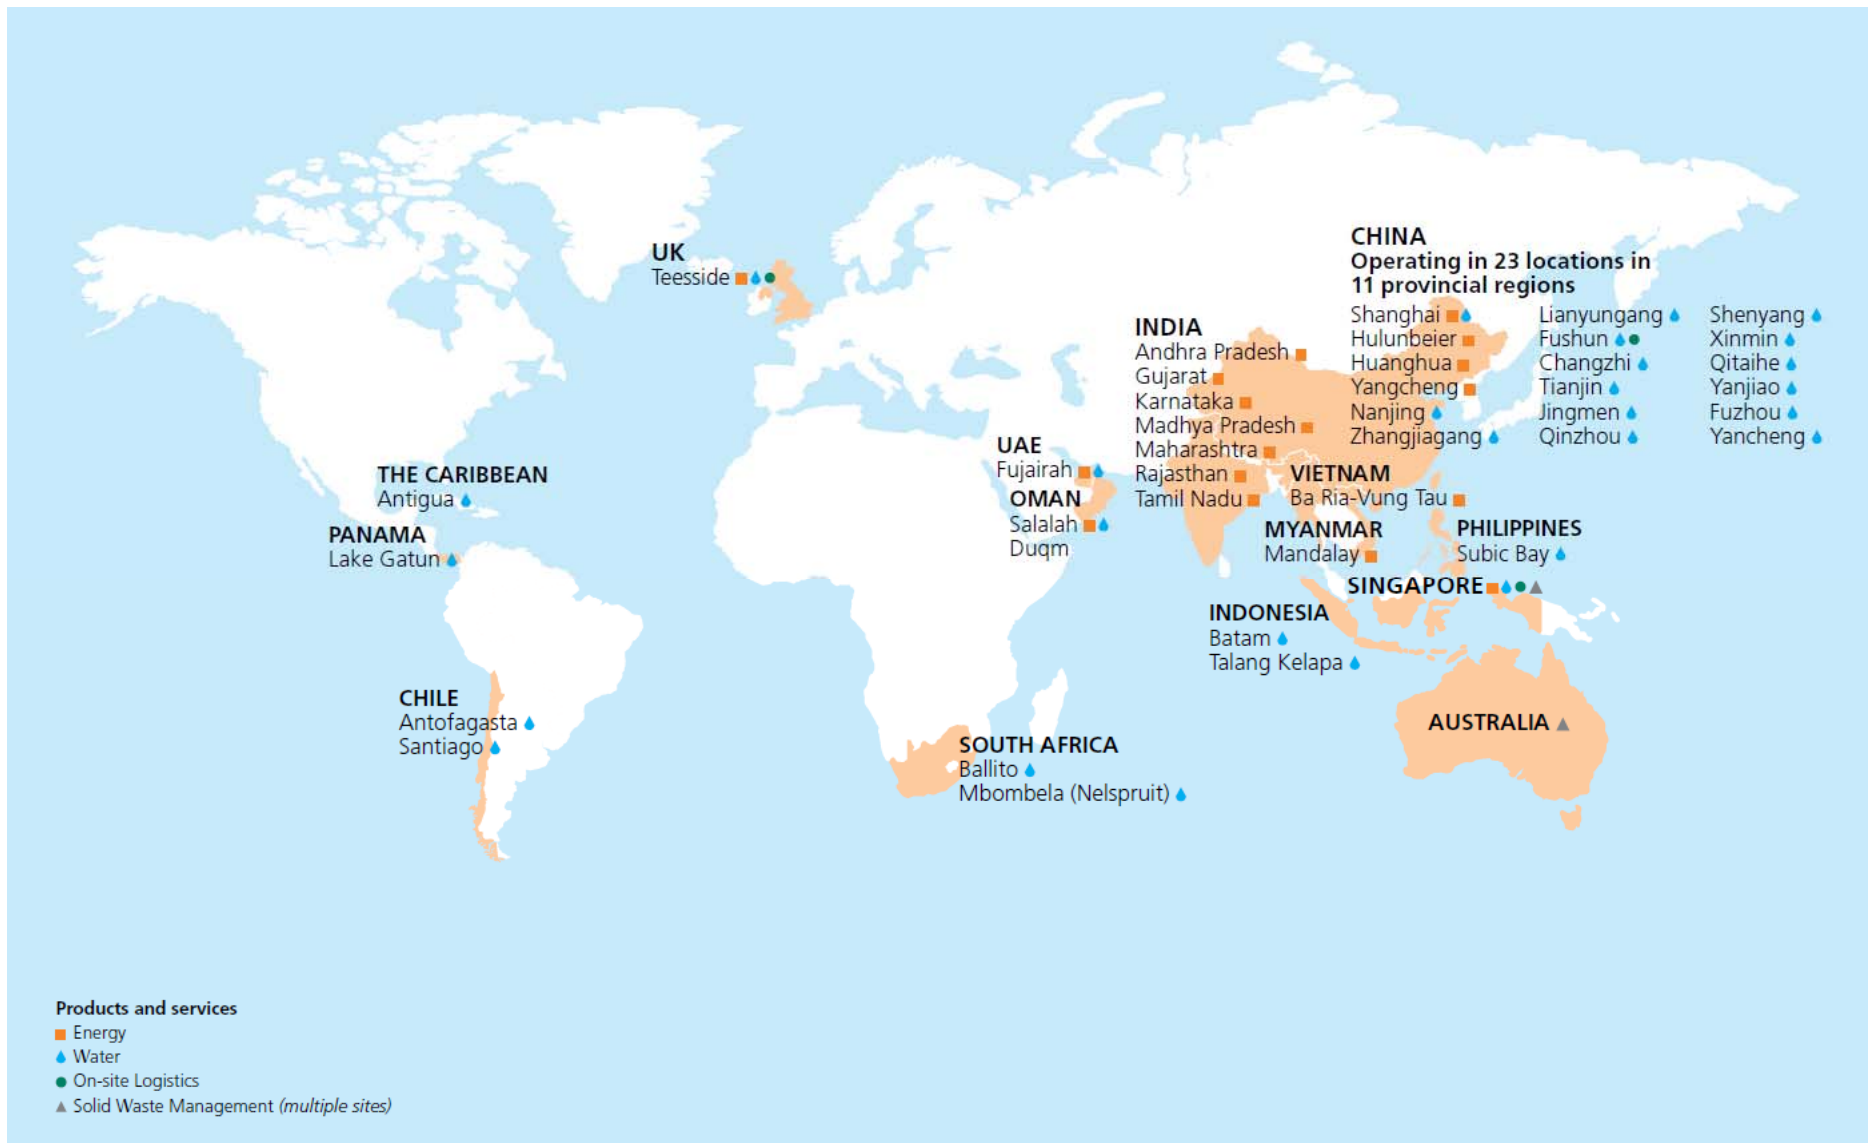 UK
Teesside
THE CARIBBEAN
Antigua
PANAMA
Lake Gatun
CHILE
Antofagasta
Santiago
SOUTH AFRICA
Ballito
Mbombela (Nelspruit)
UAE
Fujairah
OMAN
Salalah
Duqm
INDIA
Andhra Pradesh
Gujarat
Karnataka
Madhya Pradesh
Maharashtra
Rajasthan
Tamil Nadu
CHINA
Operating in 23 locations in
11 provincial regions
Shanghai
Hulunbeier
Huanghua
Yangcheng
Nanjing
Zhangjiagang
Lianyungang
Fushun
Changzhi
Tianjin
Jingmen
Qinzhou
Shenyang
Xinmin
Qitaihe
Yanjiao
Fuzhou
Yancheng
VIETNAM
Ba Ria-Vung Tau
MYANMAR
Mandalay
PHILIPPINES
Subic Bay
SINGAPORE
INDONESIA
Batam
Talang Kelapa
AUSTRALIA
Products and services
Energy
Water
On-site Logistics
Solid Waste Management (multiple sites)